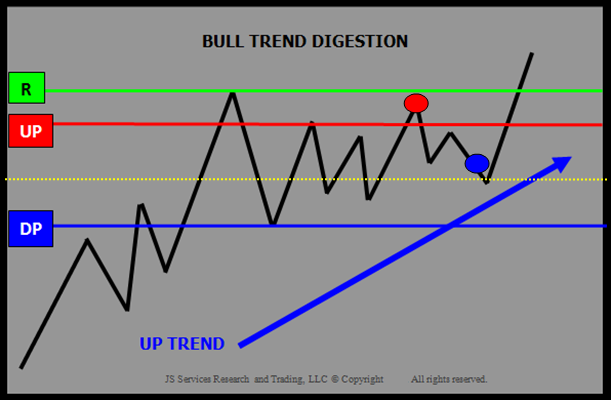 BULL TREND DIGESTION
R
UP
DP
UP TREND
JS Services Research and Trading, LLC © Copyright All rights reserved.